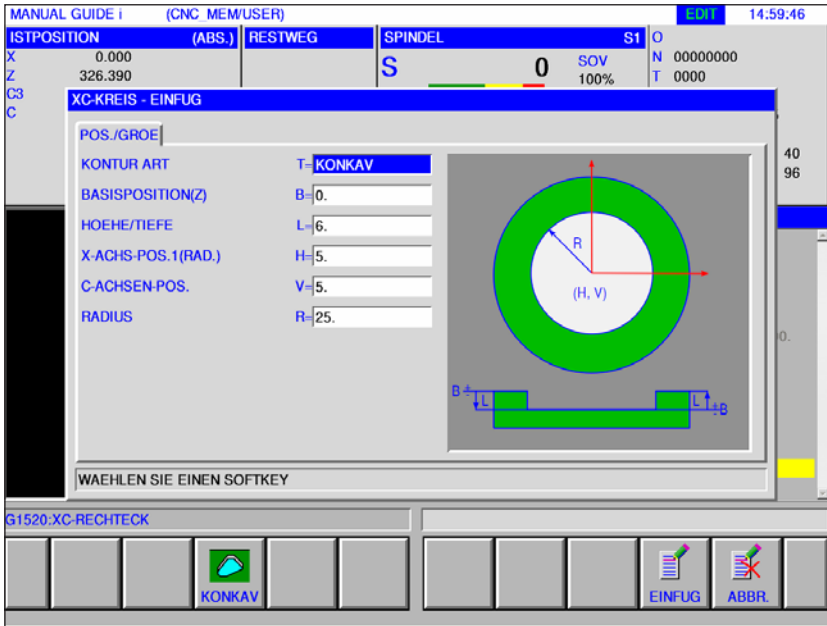 MANUAL GUIDE i (CNC_MEM/USER) EDIT 14:59:46
ISTPOSITION (ABS.) RESTWEG SPINDEL S1 O
X 0.000 S 0 SOV N 00000000
Z 326.390 100% T 0000
C3
C
XC-KREIS - EINFUG
POS./GROE
KONTUR ART T= KONKAV
BASISPOSITION(Z) B= 0.
HOEHE/TIEFE L= 6.
X-ACHS-POS.1(RAD.) H= 5.
C-ACHSEN-POS. V= 5.
RADIUS R= 25.
R
(H, V)
B ± L L ±B
40
96
0.
WAEHLEN SIE EINEN SOFTKEY
G1520:XC-RECHTECK
KONKAV EINFUG ABBR.